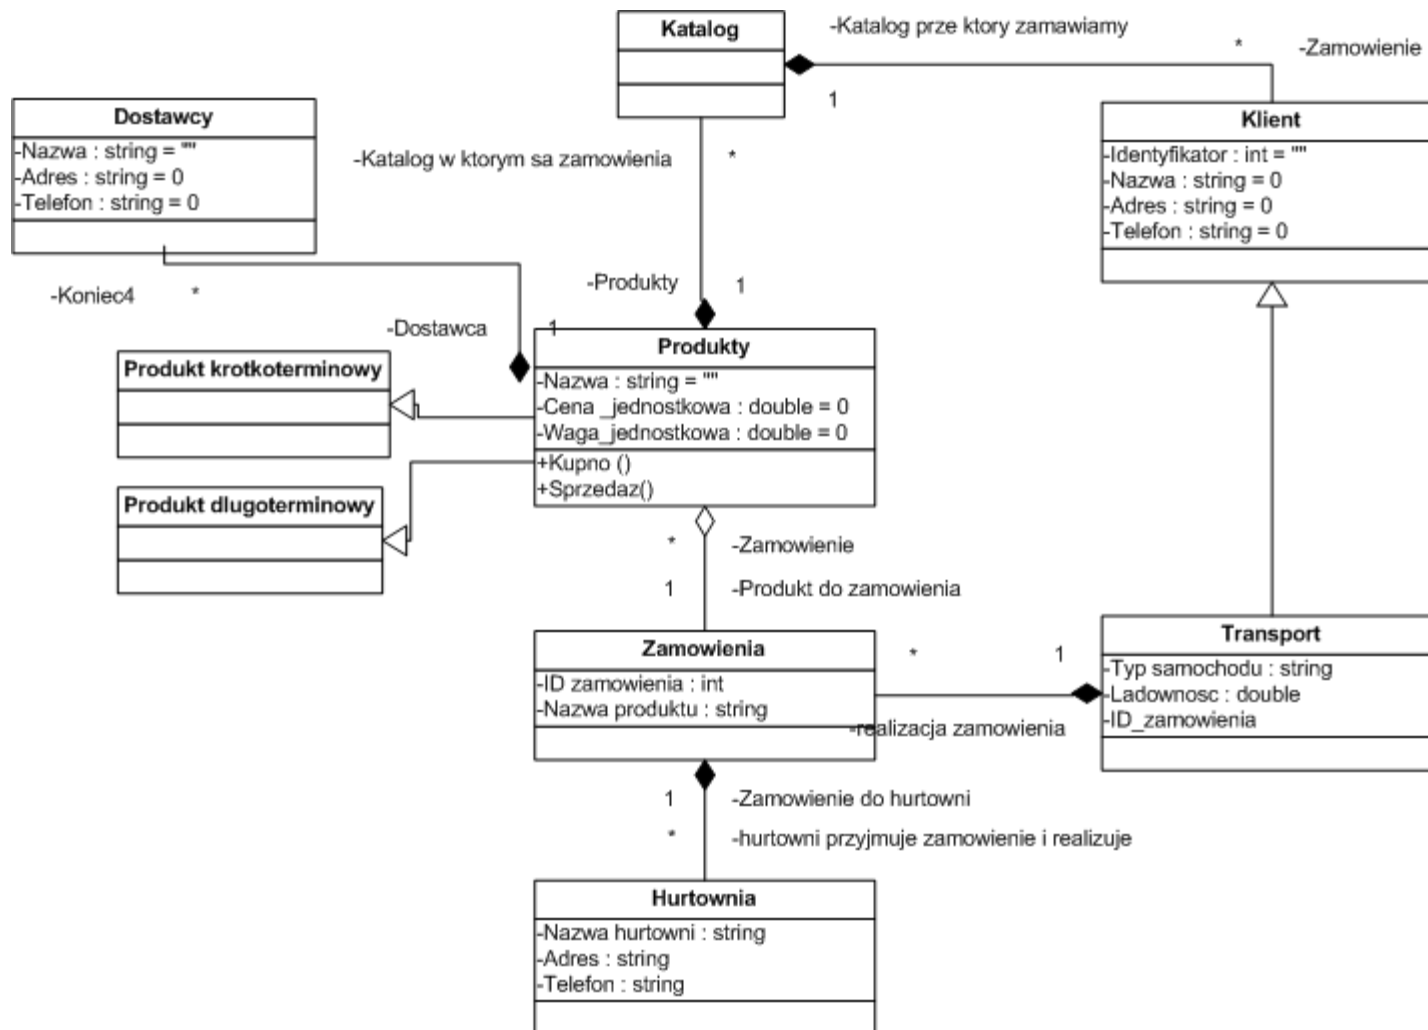 Katalog
-Katalog prze ktory zamawiamy
*
-Zamowienie
1
Dostawcy
-Nazwa : string = ""
-Adres : string = 0
-Telefon : string = 0
Klient
-Identyfikator : int = ""
-Nazwa : string = 0
-Adres : string = 0
-Telefon : string = 0
-Katalog w ktorym sa zamowienia
*
-Produkty
1
-Koniec4
*
-Dostawca
1
Produkty
-Nazwa : string = ""
-Cena _jednostkowa : double = 0
-Waga_jednostkowa : double = 0
+Kupno ()
+Sprzedaz()
Produkt krotkoterminowy
Produkt dlugoterminowy
*
-Zamowienie
1
-Produkt do zamowienia
Zamowienia
-ID zamowienia : int
-Nazwa produktu : string
*
1
-realizacja zamowienia
Transport
-Typ samochodu : string
-Ladownosc : double
-ID_zamowienia
1
-Zamowienie do hurtowni
*
-hurtowni przyjmuje zamowienie i realizuje
Hurtownia
-Nazwa hurtowni : string
-Adres : string
-Telefon : string